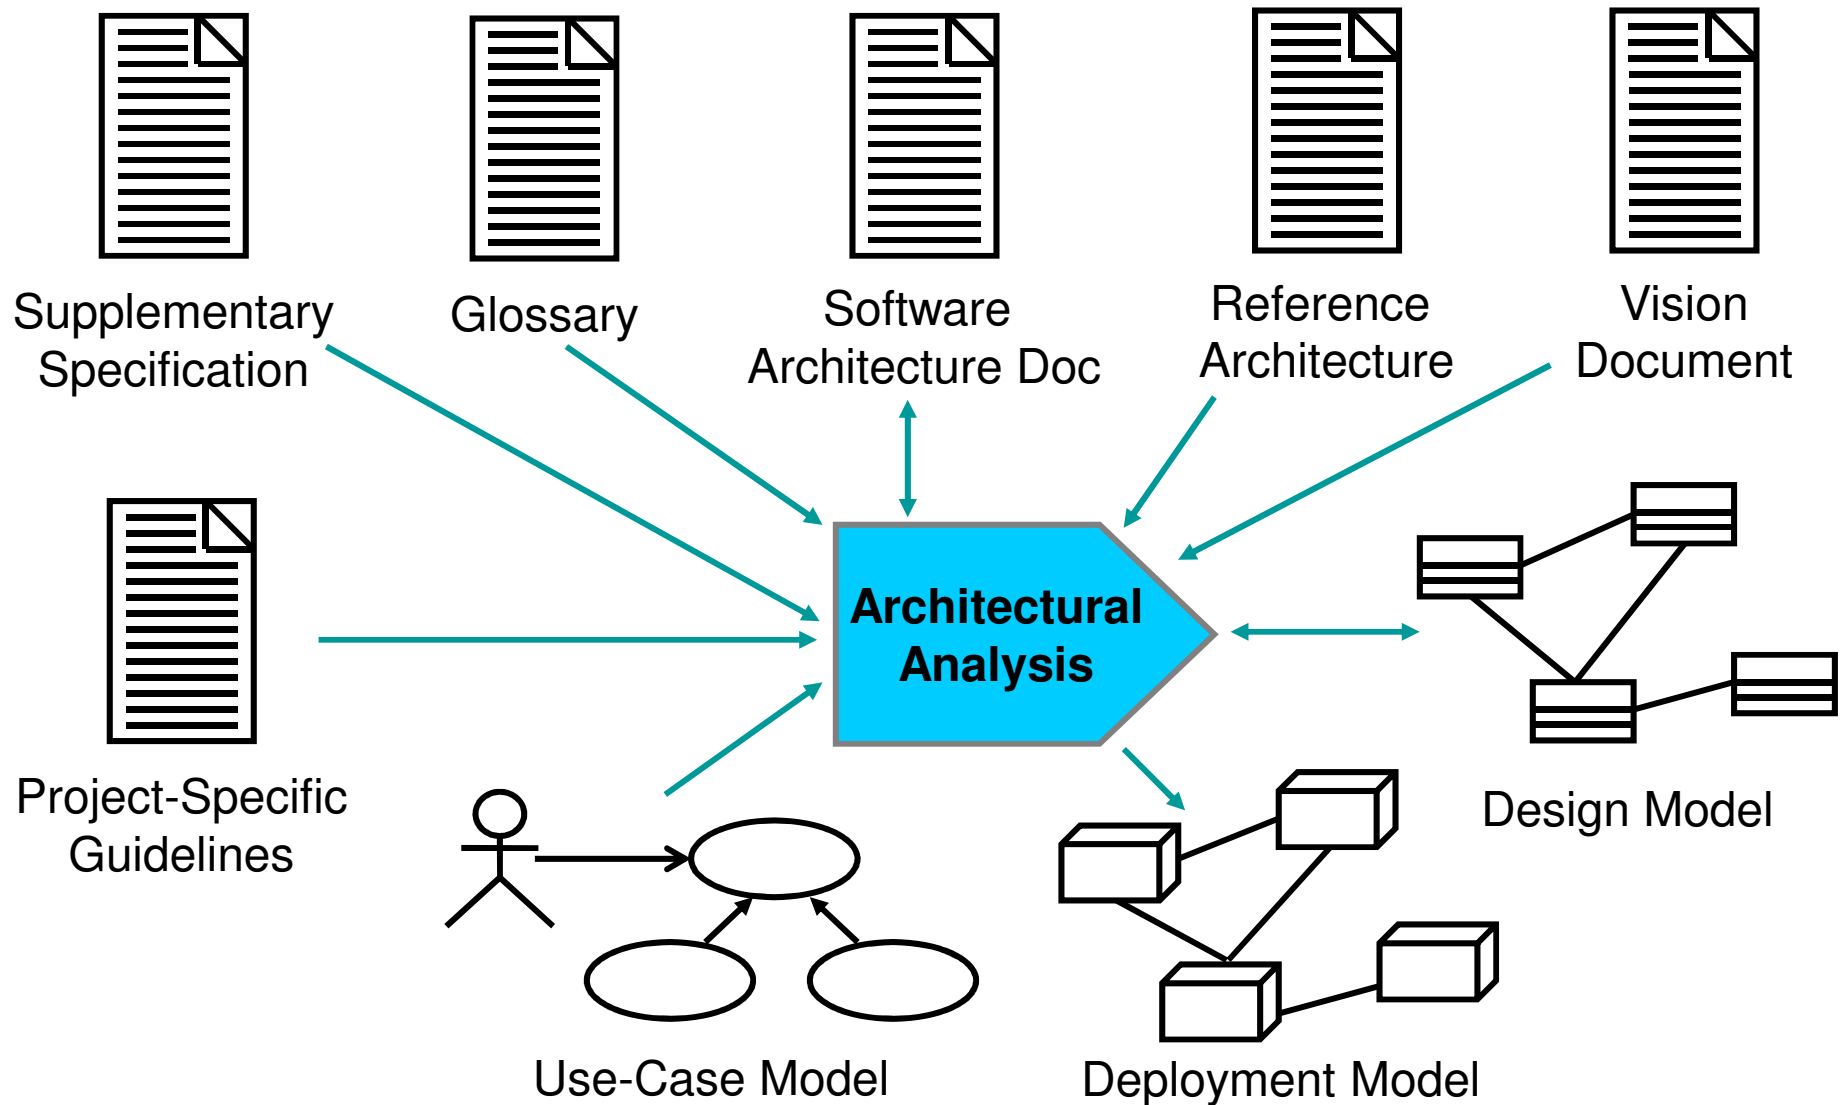 Supplementary
Specification
Glossary
Software
Architecture Doc
Reference
Architecture
Vision
Document
Architectural
Analysis
Project-Specific
Guidelines
Design Model
Use-Case Model
Deployment Model